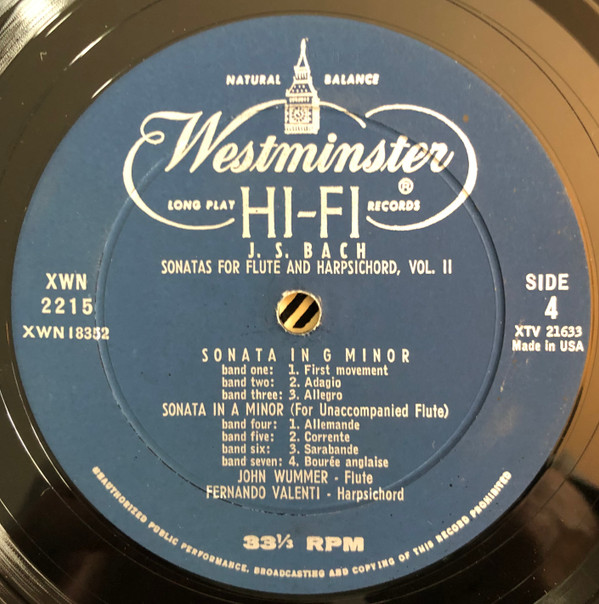 NATURAL BALANCE
Westminster
®
LONG PLAY HI-FI RECORDS
J. S. BACH
SONATAS FOR FLUTE AND HARPSICHORD, VOL. II
XWN
2215
XWN 18352
SIDE
4
XTV 21633
Made in USA
SONATA IN G MINOR
band one: 1. First movement
band two: 2. Adagio
band three: 3. Allegro
SONATA IN A MINOR (For Unaccompanied Flute)
band four: 1. Allemande
band five: 2. Corrente
band six: 3. Sarabande
band seven: 4. Bourée anglaise
JOHN WUMMER - Flute
FERNANDO VALENTI - Harpsichord
33⅓ RPM
UNAUTHORIZED PUBLIC PERFORMANCE, BROADCASTING AND COPYING OF THIS RECORD PROHIBITED